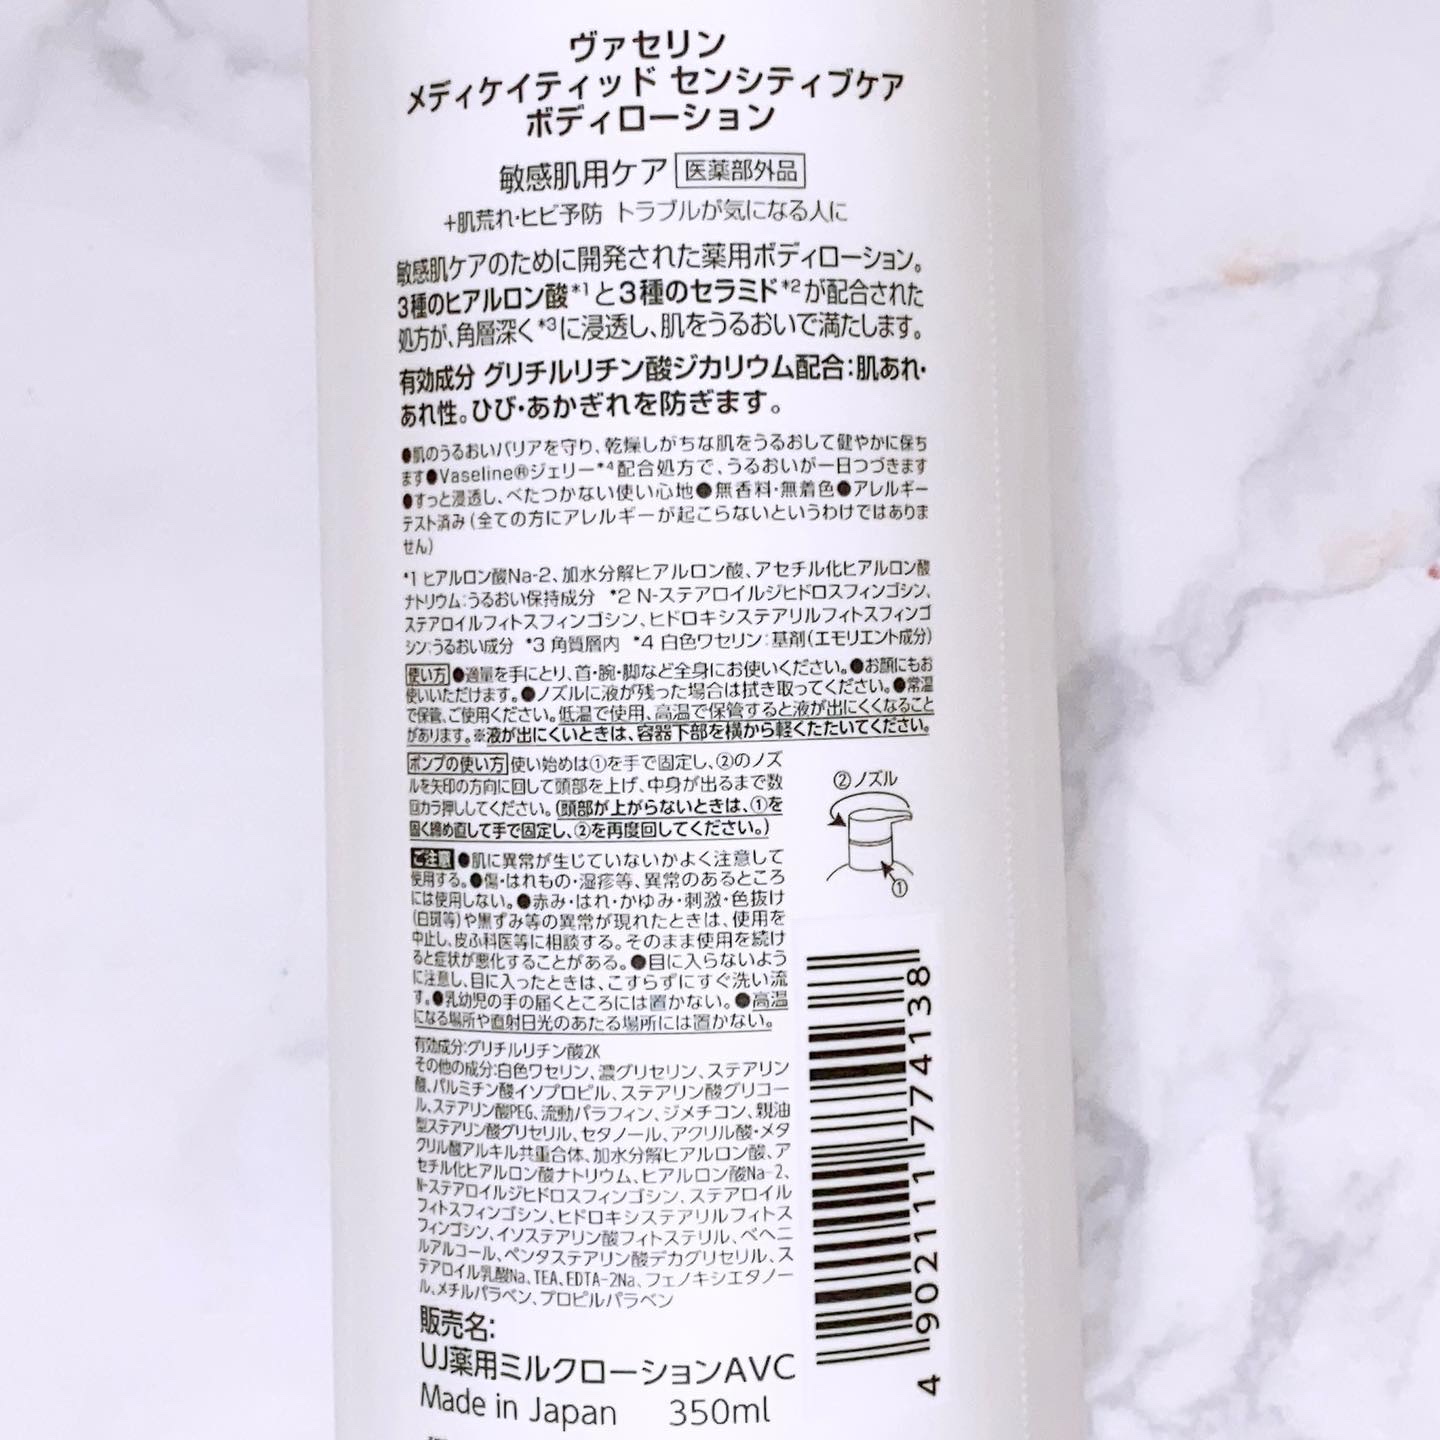 ヴァセリン
メディケイティッド センシティブケア
ボディローション
敏感肌用ケア 医薬部外品
+肌荒れ・ヒビ予防 トラブルが気になる人に
敏感肌ケアのために開発された薬用ボディローション。
3種のヒアルロン酸*1と3種のセラミド*2が配合された
処方が、角層深く*3に浸透し、肌をうるおいで満たします。
有効成分 グリチルリチン酸ジカリウム配合：肌あれ・
あれ性。ひび・あかぎれを防ぎます。
●肌のうるおいバリアを守り、乾燥しがちな肌をうるおして健やかに保ち
ます●Vaseline®ジェリー*4配合処方で、うるおいが一日つづきます
●すっと浸透し、べたつかない使い心地●無香料・無着色●アレルギー
テスト済み（全ての方にアレルギーが起こらないというわけではありま
せん）
*1 ヒアルロン酸Na-2、加水分解ヒアルロン酸、アセチル化ヒアルロン酸
ナトリウム：うるおい保持成分 *2 N-ステアロイルジヒドロスフィンゴシン、
ステアロイルフィトスフィンゴシン、ヒドロキシステアリルフィトスフィンゴ
シン：うるおい成分 *3 角質層内 *4 白色ワセリン：基剤（エモリエント成分）
使い方 ●適量を手にとり、首・腕・脚など全身にお使いください。●お顔にもお
使いいただけます。●ノズルに液が残った場合は拭き取ってください。●常温
で保管、ご使用ください。低温で使用、高温で保管すると液が出にくくなること
があります。※液が出にくいときは、容器下部を横から軽くたたいてください。
ポンプの使い方 使い始めは①を手で固定し、②のノズ
ルを矢印の方向に回して頭部を上げ、中身が出るまで数
回カラ押ししてください。（頭部が上がらないときは、①を
固く締め直して手で固定し、②を再度回してください。）
②ノズル
①
ご注意 ●肌に異常が生じていないかよく注意して
使用する。●傷・はれもの・湿疹等、異常のあるところ
には使用しない。●赤み・はれ・かゆみ・刺激・色抜け
（白斑等）や黒ずみ等の異常が現れたときは、使用を
中止し、皮ふ科医等に相談する。そのまま使用を続け
ると症状が悪化することがある。●目に入らないよう
に注意し、目に入ったときは、こすらずにすぐ洗い流
す。●乳幼児の手の届くところには置かない。●高温
になる場所や直射日光のあたる場所には置かない。
有効成分：グリチルリチン酸2K
その他の成分：白色ワセリン、濃グリセリン、ステアリン
酸、パルミチン酸イソプロピル、ステアリン酸グリコー
ル、ステアリン酸PEG、流動パラフィン、ジメチコン、親油
型ステアリン酸グリセリル、セタノール、アクリル酸・メタ
クリル酸アルキル共重合体、加水分解ヒアルロン酸、ア
セチル化ヒアルロン酸ナトリウム、ヒアルロン酸Na-2、
N-ステアロイルジヒドロスフィンゴシン、ステアロイル
フィトスフィンゴシン、ヒドロキシステアリルフィトス
フィンゴシン、イソステアリン酸フィトステリル、ベヘニ
ルアルコール、ペンタステアリン酸デカグリセリル、ス
テアロイル乳酸Na、TEA、EDTA-2Na、フェノキシエタノー
ル、メチルパラベン、プロピルパラベン
販売名：
UJ薬用ミルクローションAVC
Made in Japan 350ml
4 902111 774138